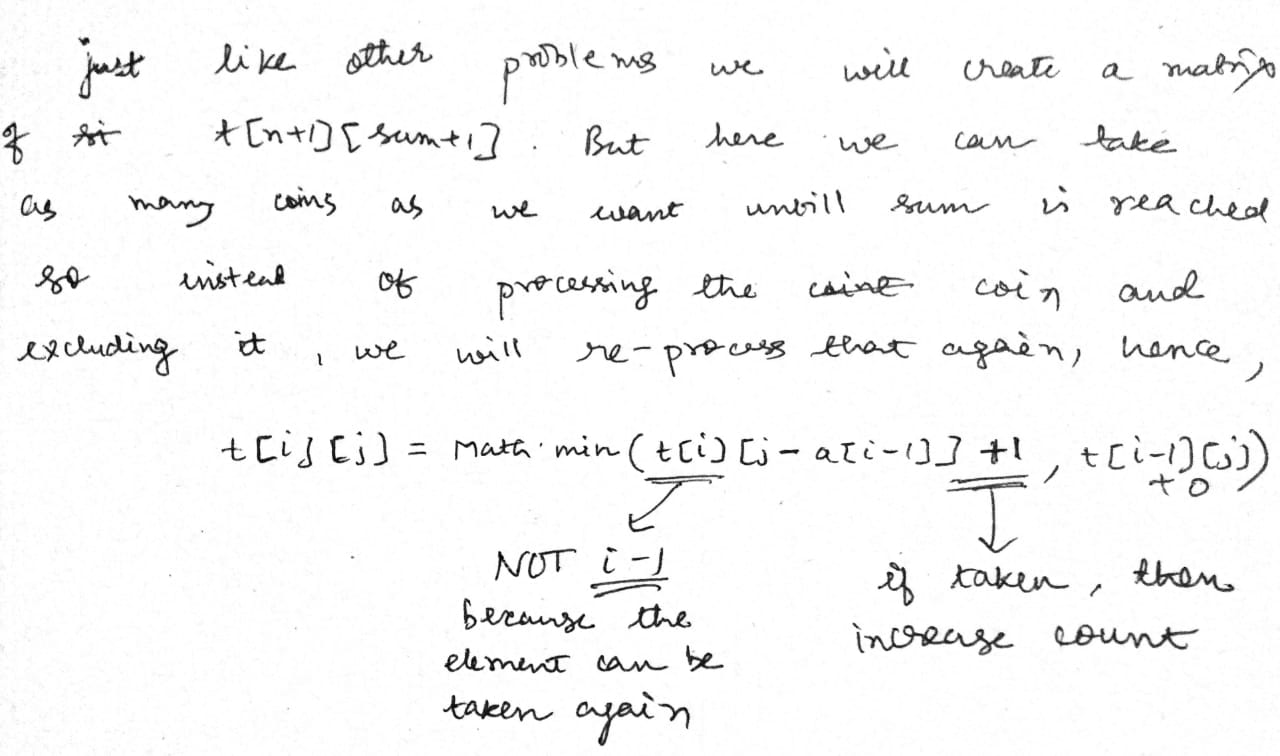 just like other problems we will create a matrix
of si t[n+1][sum+1]. But here we can take
as many coins as we want untill sum is reached
so instead of processing the coint coin and
excluding it, we will re-process that again, hence,
t[i][j] = Math.min(t[i][j-a[i-1]]+1, t[i-1][j])
+0
NOT i-1
because the
element can be
taken again
if taken, then
increase count